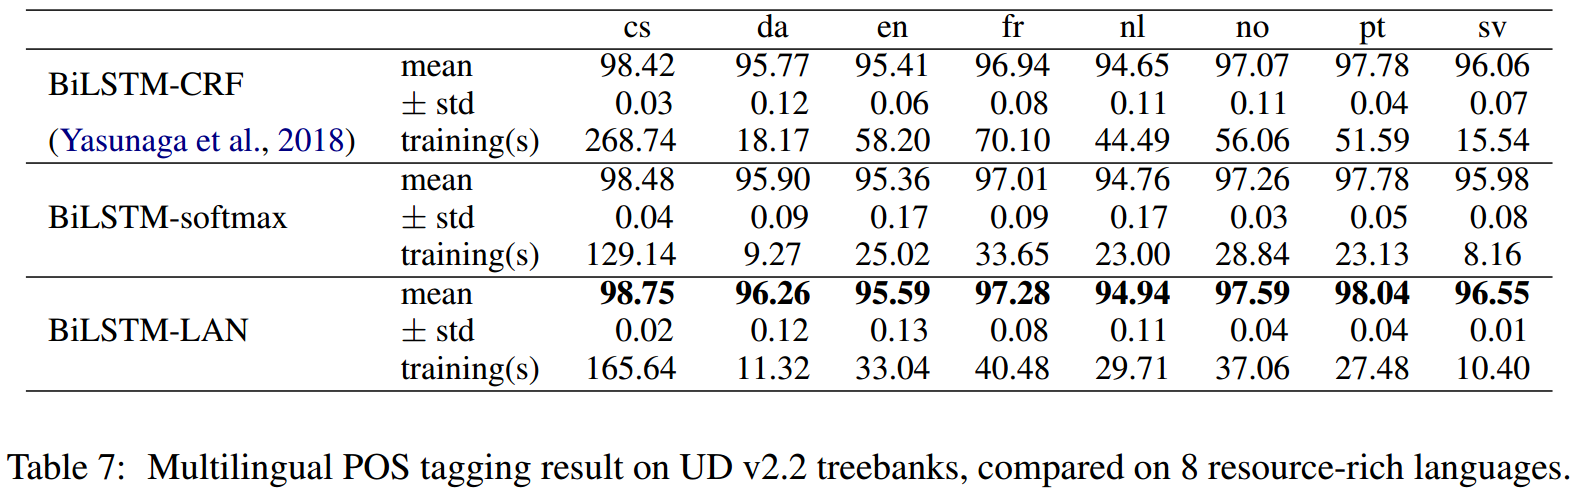 cs da en fr nl no pt sv
BiLSTM-CRF
(Yasunaga et al., 2018)
mean 98.42 95.77 95.41 96.94 94.65 97.07 97.78 96.06
± std 0.03 0.12 0.06 0.08 0.11 0.11 0.04 0.07
training(s) 268.74 18.17 58.20 70.10 44.49 56.06 51.59 15.54
BiLSTM-softmax
mean 98.48 95.90 95.36 97.01 94.76 97.26 97.78 95.98
± std 0.04 0.09 0.17 0.09 0.17 0.03 0.05 0.08
training(s) 129.14 9.27 25.02 33.65 23.00 28.84 23.13 8.16
BiLSTM-LAN
mean 98.75 96.26 95.59 97.28 94.94 97.59 98.04 96.55
± std 0.02 0.12 0.13 0.08 0.11 0.04 0.04 0.01
training(s) 165.64 11.32 33.04 40.48 29.71 37.06 27.48 10.40
Table 7: Multilingual POS tagging result on UD v2.2 treebanks, compared on 8 resource-rich languages.